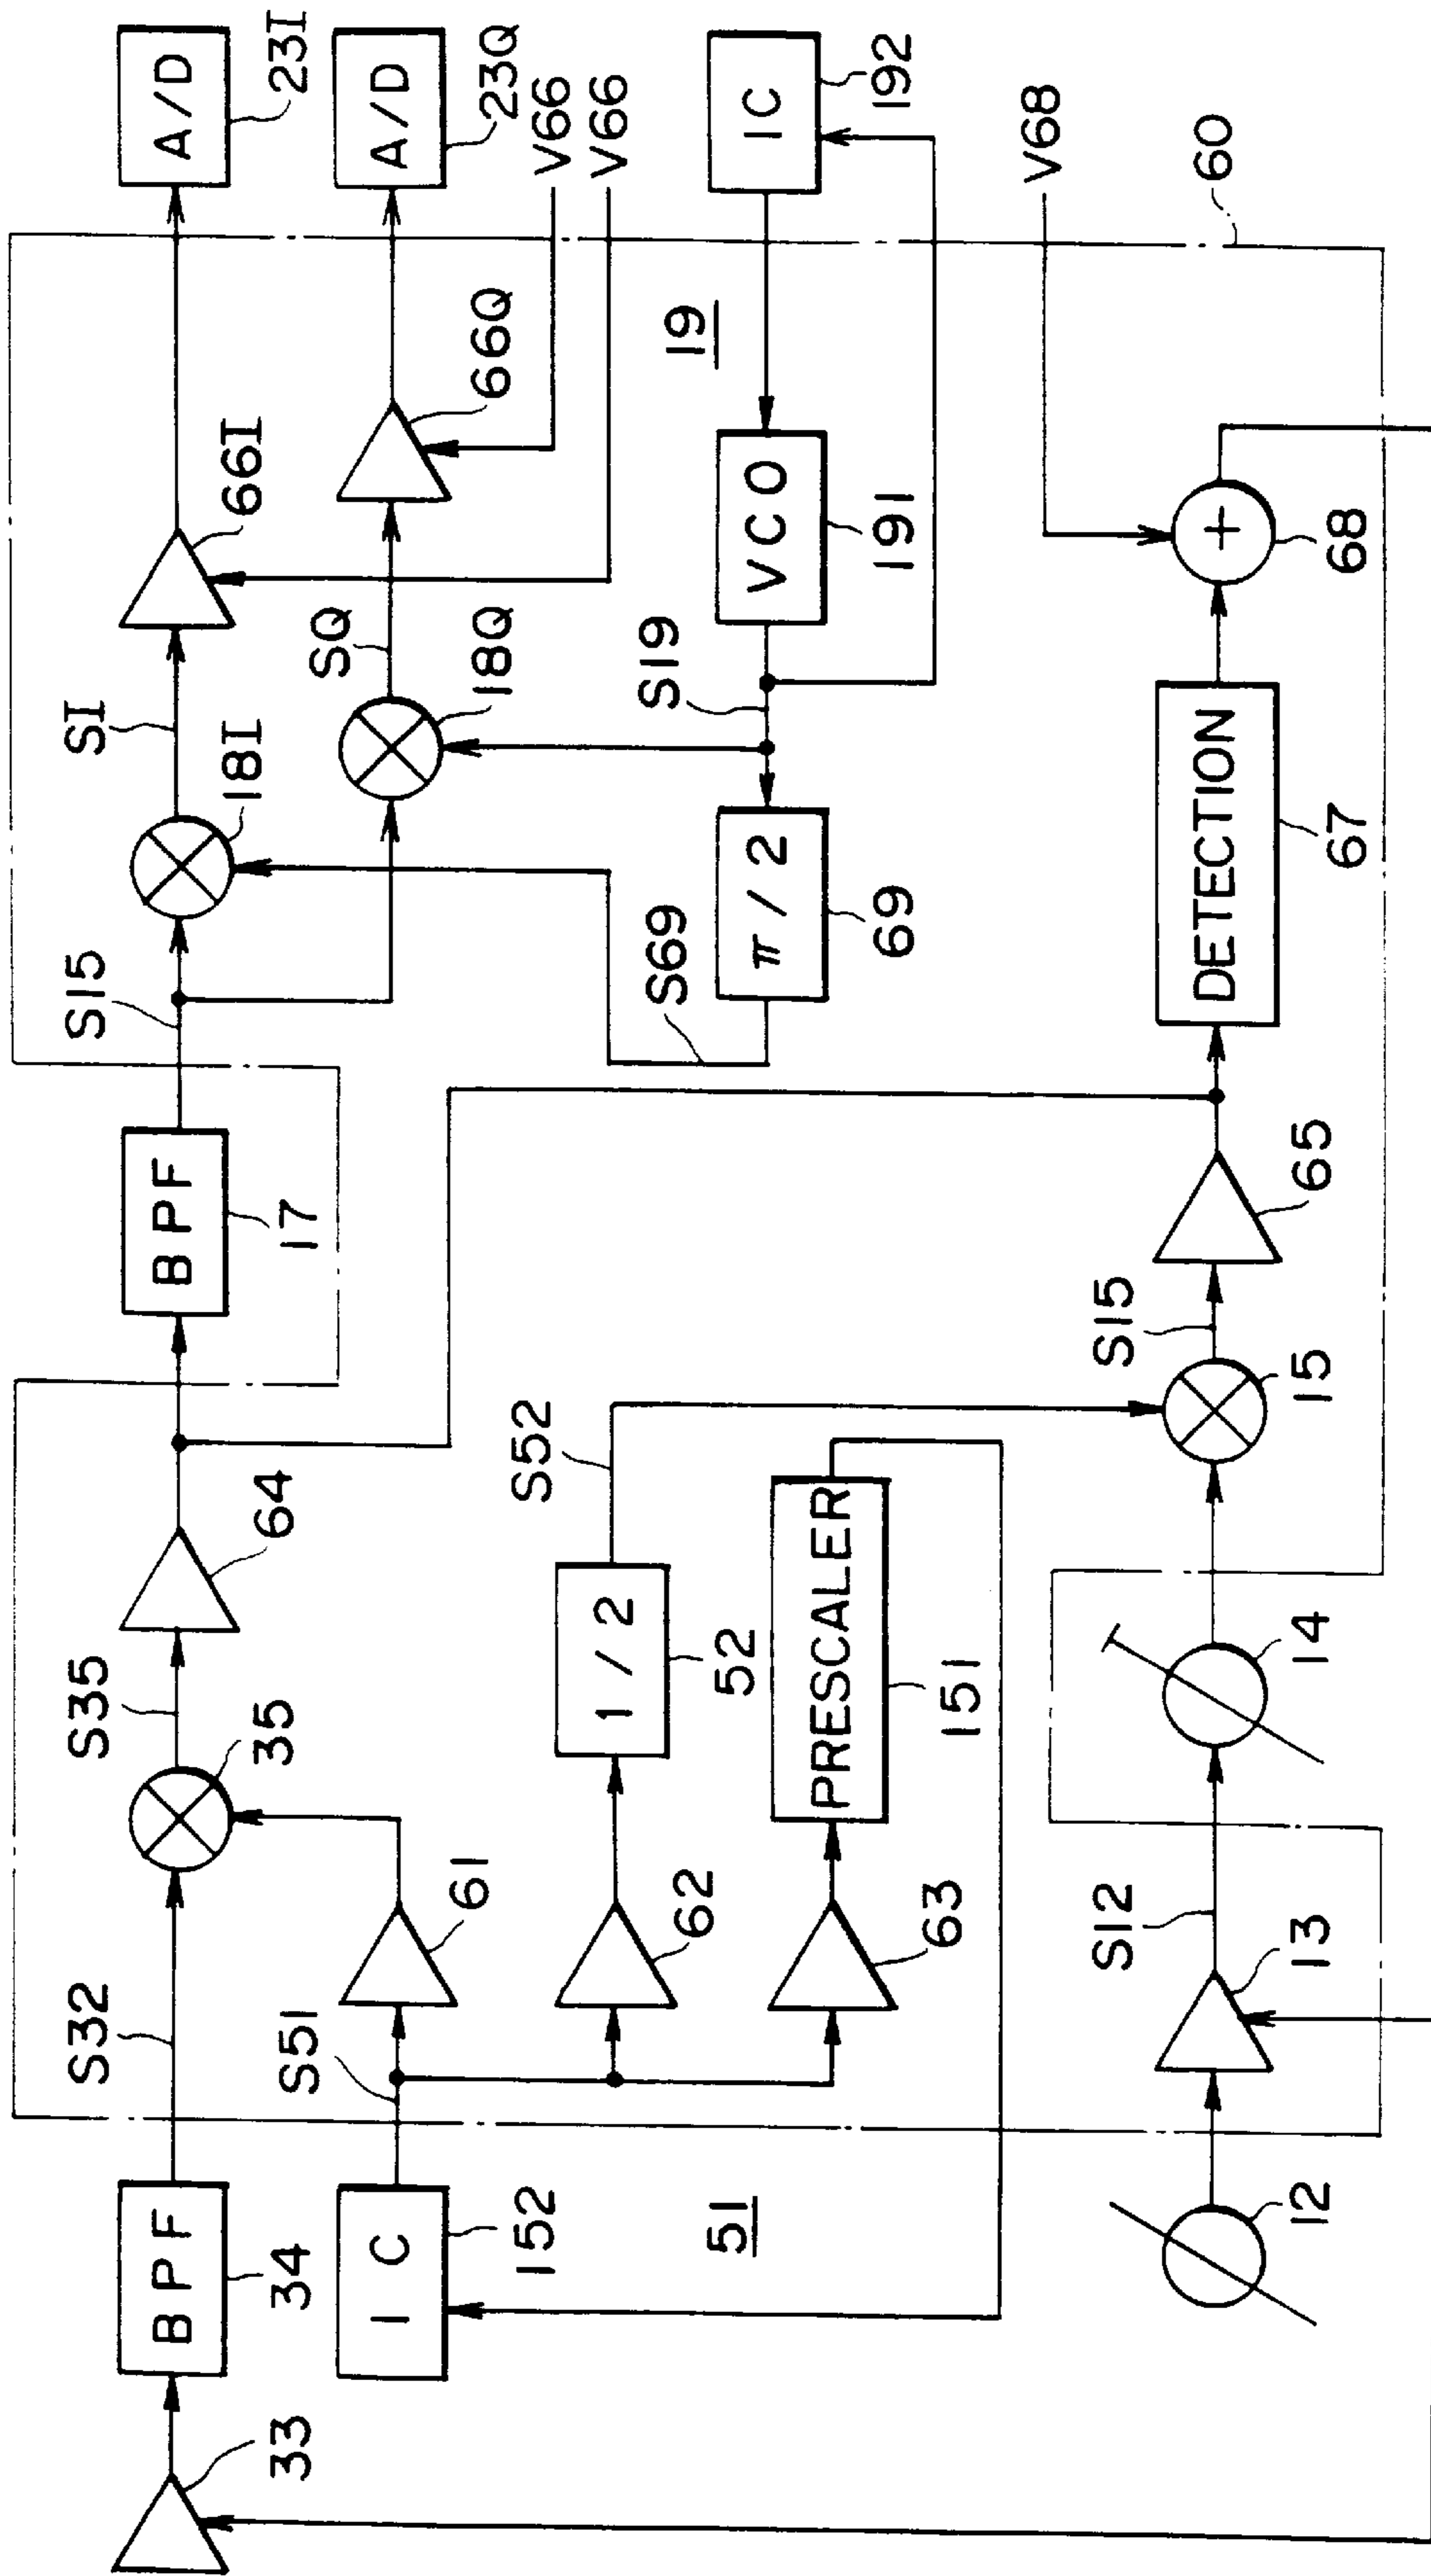 33
BPF
34
S32
35
S35
64
BPF
17
S15
18I
SI
66I
A/D
23I
IC
152
S51
61
SQ
18Q
66Q
A/D
23Q
V66
V66
51
62
1/2
52
S52
S69
π/2
69
S19
VCO
191
19
IC
192
63
PRESCALER
151
12
13
S12
14
15
S15
65
DETECTION
67
68
+
V68
60